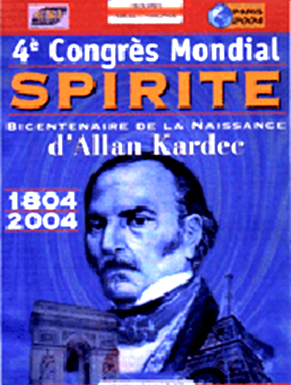 PARIS
2004
4e Congrès Mondial
SPIRITE
BICENTENAIRE DE LA NAISSANCE
d'Allan Kardec
1804
2004